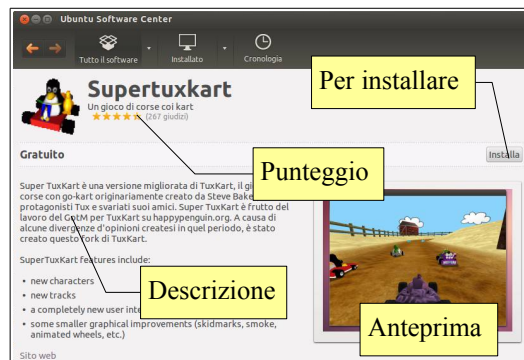 Ubuntu Software Center
Tutto il software
Installato
Cronologia
Per installare
Supertuxkart
Un gioco di corse coi kart
(267 giudizi)
Gratuito
Installa
Punteggio
Super TuxKart è una versione migliorata di TuxKart, il
corse con go-kart originariamente creato da Steve
protagonisti Tux e svariati suoi amici. Super TuxKart è frutto del
lavoro del GotM per TuxKart su happypenguin.org. A causa di
alcune divergenze d'opinioni createsi in quel periodo, è stato
creato questo fork di TuxKart.
SuperTuxKart features include:
• new characters
• new tracks
• a completely new user
• some smaller graphical improvements (skidmarks, smoke,
animated wheels, etc.)
Descrizione
Anteprima
Sito web